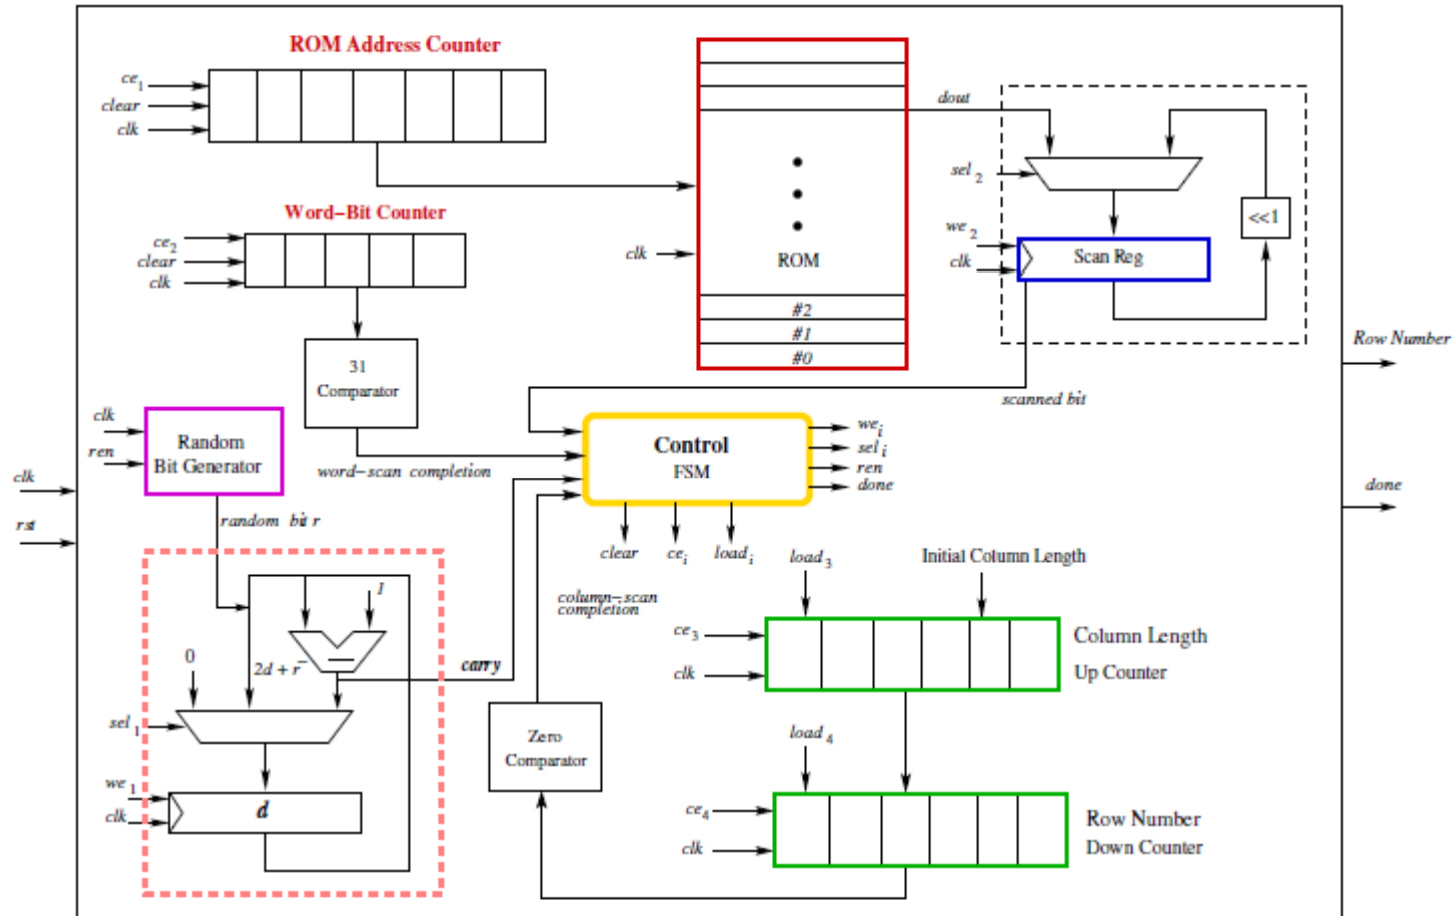 ROM Address Counter
ce1
clear
clk
dout
sel 2
we 2
clk
Scan Reg
<<1
Word-Bit Counter
ce2
clear
clk
clk
ROM
#2
#1
#0
31
Comparator
Row Number
scanned bit
clk
ren
Random
Bit Generator
word-scan completion
Control
FSM
wei
sel i
ren
done
clk
rst
done
random bit r
clear
cei
loadi
column-scan
completion
load3
Initial Column Length
I
0
2d + r
carry
ce3
clk
Column Length
Up Counter
sel 1
we 1
clk
d
Zero
Comparator
load4
ce4
clk
Row Number
Down Counter